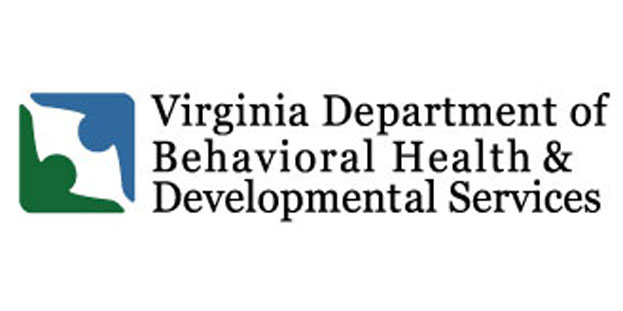 Virginia Department of
Behavioral Health &
Developmental Services